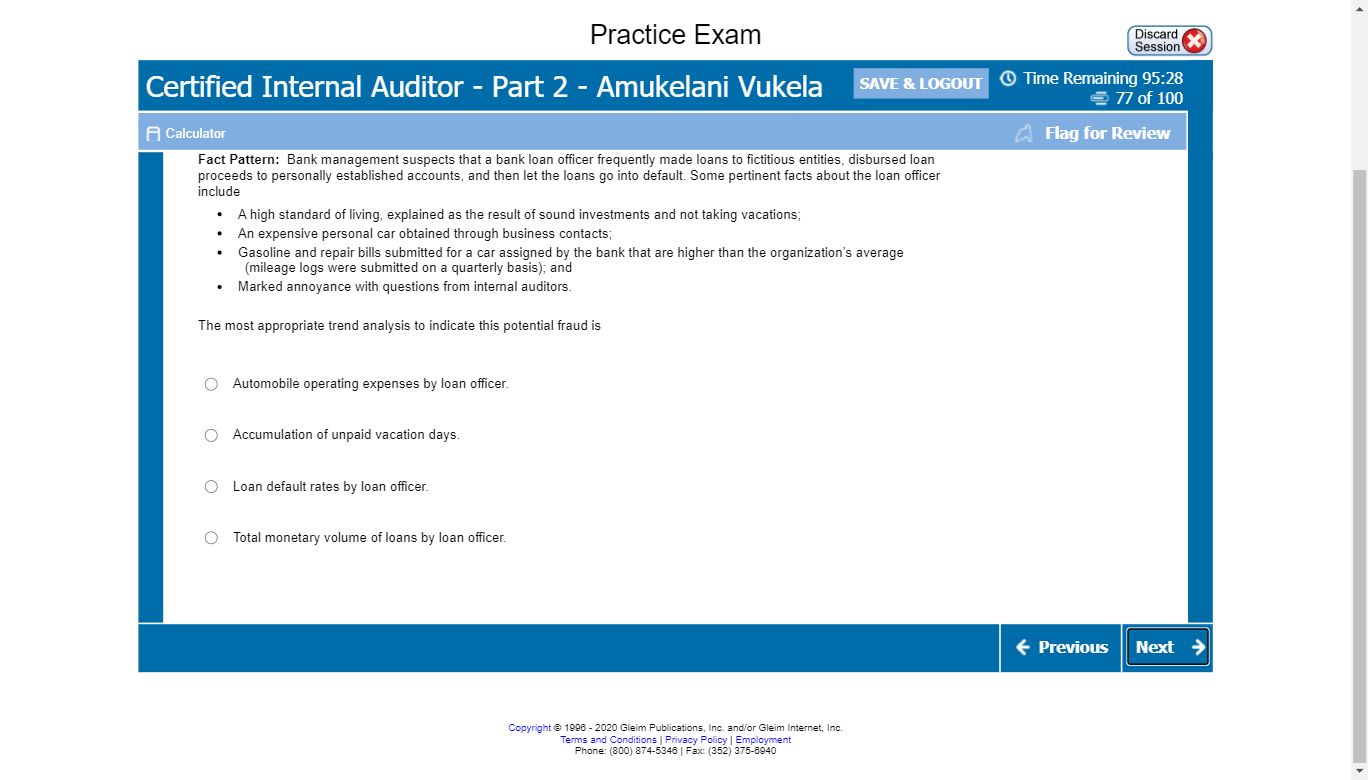 Practice Exam
Discard
Session
Certified Internal Auditor - Part 2 - Amukelani Vukela
SAVE & LOGOUT
Time Remaining 95:28
77 of 100
Calculator
Flag for Review
Fact Pattern: Bank management suspects that a bank loan officer frequently made loans to fictitious entities, disbursed loan
proceeds to personally established accounts, and then let the loans go into default. Some pertinent facts about the loan officer
include
• A high standard of living, explained as the result of sound investments and not taking vacations;
• An expensive personal car obtained through business contacts;
• Gasoline and repair bills submitted for a car assigned by the bank that are higher than the organization's average
(mileage logs were submitted on a quarterly basis); and
• Marked annoyance with questions from internal auditors.
The most appropriate trend analysis to indicate this potential fraud is
Automobile operating expenses by loan officer.
Accumulation of unpaid vacation days.
Loan default rates by loan officer.
Total monetary volume of loans by loan officer.
Previous
Next
Copyright © 1996 - 2020 Gleim Publications, Inc. and/or Gleim Internet, Inc.
Terms and Conditions | Privacy Policy | Employment
Phone: (800) 874-5346 | Fax: (352) 375-6940